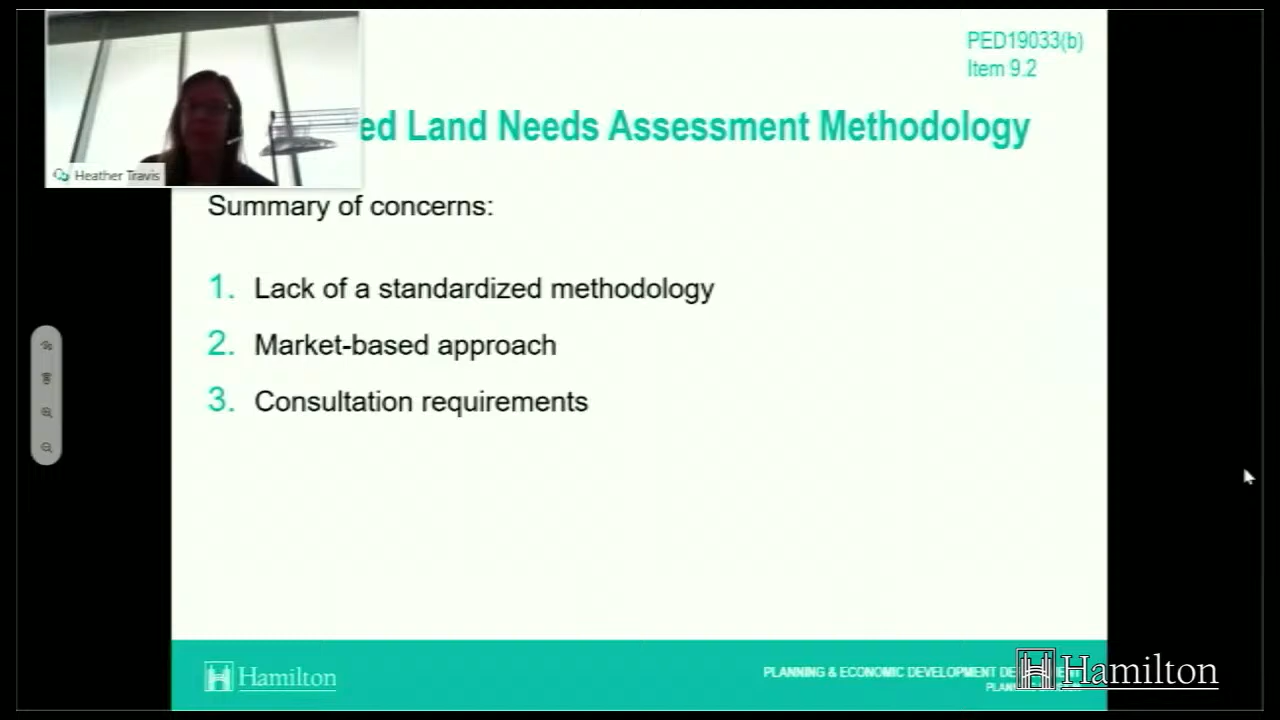 PED19033(b)
Item 9.2
ed Land Needs Assessment Methodology
Heather Travis
Summary of concerns:
1. Lack of a standardized methodology
2. Market-based approach
3. Consultation requirements
Hamilton
PLANNING & ECONOMIC DEVELOPMENT
Hamilton